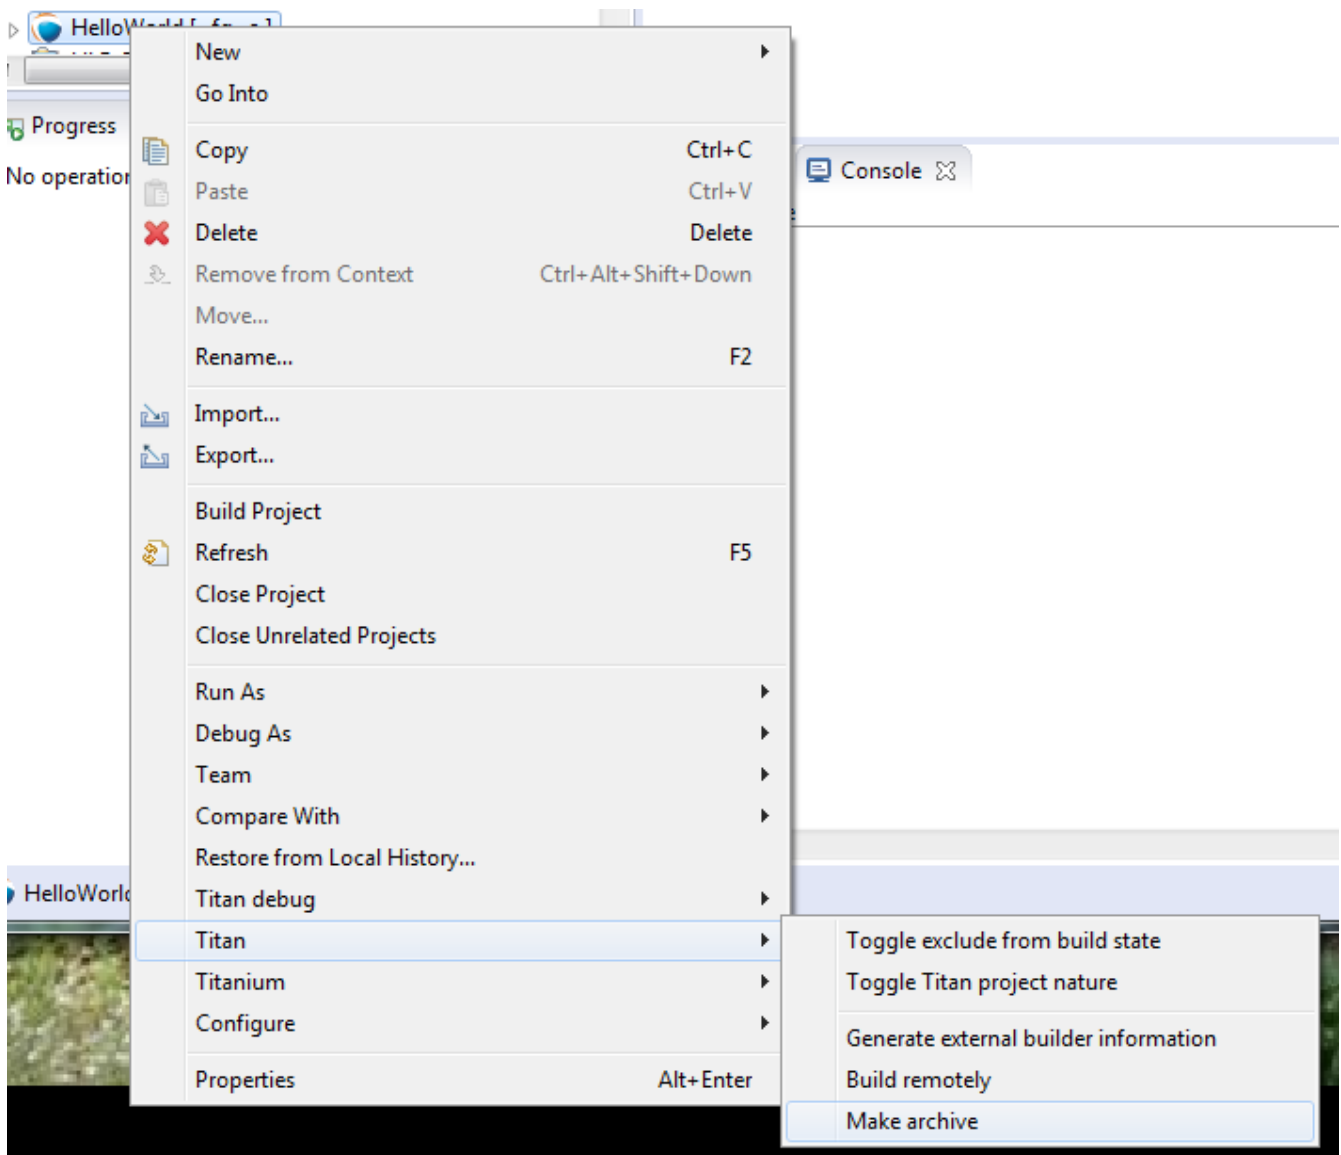 HelloWorld [
New
Go Into
Progress
Copy Ctrl+C
Console
No operation
Paste Ctrl+V
Delete Delete
Remove from Context Ctrl+Alt+Shift+Down
Move...
Rename... F2
Import...
Export...
Build Project
Refresh F5
Close Project
Close Unrelated Projects
Run As
Debug As
Team
Compare With
Restore from Local History...
HelloWorld
Titan debug
Titan
Toggle exclude from build state
Titanium
Toggle Titan project nature
Configure
Generate external builder information
Properties Alt+Enter
Build remotely
Make archive